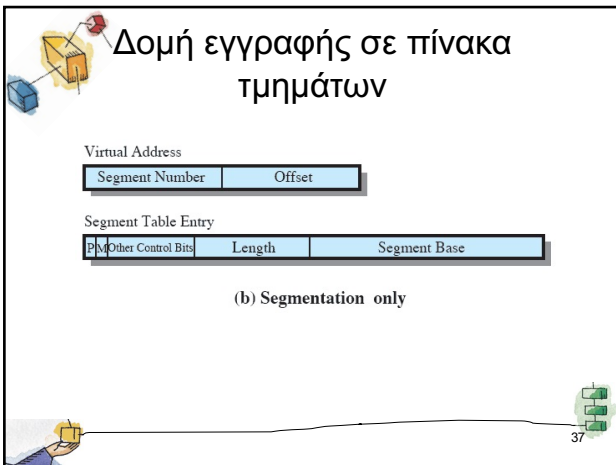 Δομή εγγραφής σε πίνακα
τμημάτων
Virtual Address
Segment Number Offset
Segment Table Entry
P M Other Control Bits Length Segment Base
(b) Segmentation only
37